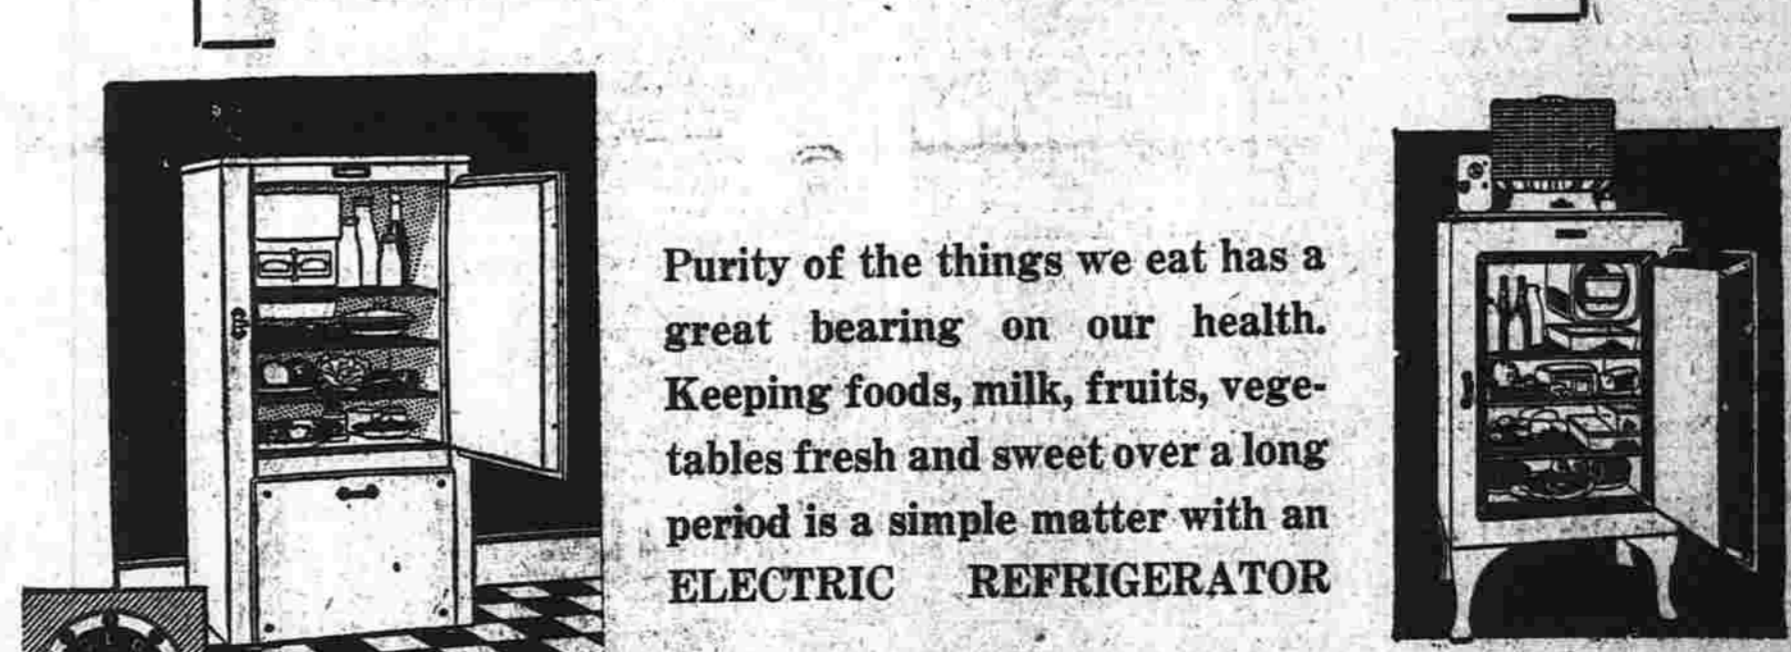 Purity of the things we eat has a
great bearing on our health.
Keeping foods, milk, fruits, vege-
tables fresh and sweet over a long
period is a simple matter with an
ELECTRIC REFRIGERATOR